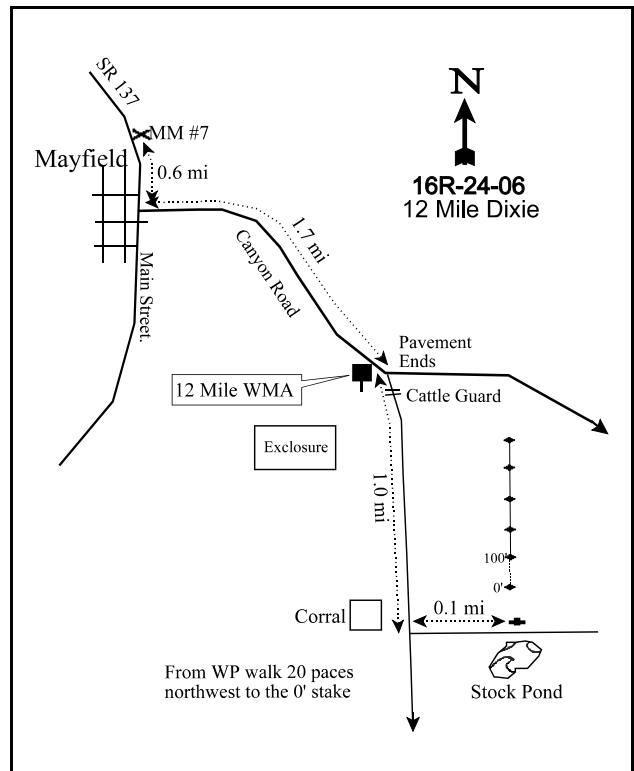 SR 137
MM #7
N
Mayfield
0.6 mi
16R-24-06
12 Mile Dixie
1.7 mi
Canyon Road
Main Street.
Pavement
Ends
12 Mile WMA
Cattle Guard
Exclosure
1.0 mi
100'
0'
0.1 mi
Corral
From WP walk 20 paces
northwest to the 0' stake
Stock Pond